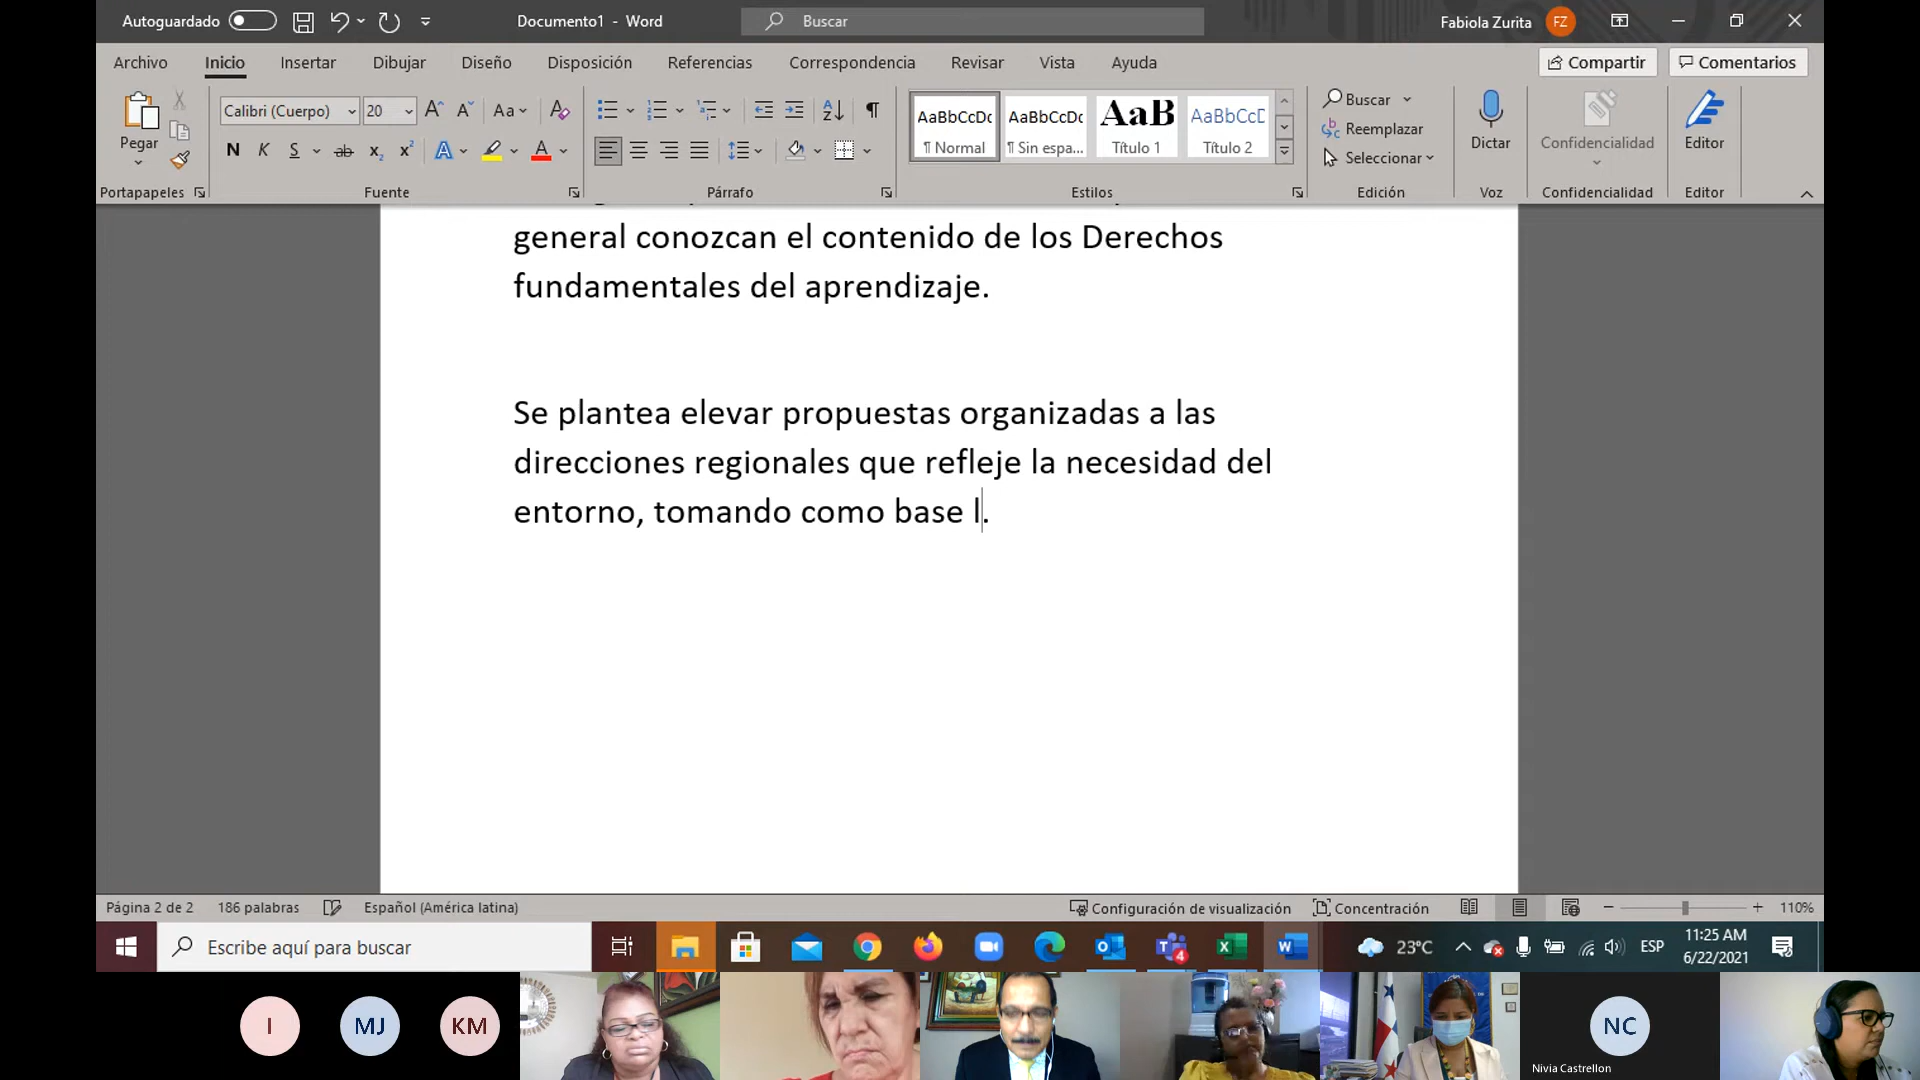 Autoguardado
Documento1 - Word
Buscar
Fabiola Zurita
FZ
Archivo
Inicio
Insertar
Dibujar
Diseño
Disposición
Referencias
Correspondencia
Revisar
Vista
Ayuda
Compartir
Comentarios
Pegar
Calibri (Cuerpo)
20
Aa
N K S ab x₂ x²
AaBbCcDc
¶ Normal
AaBbCcDc
¶ Sin espa...
AaB
Título 1
AaBbCcD
Título 2
Buscar
Reemplazar
Seleccionar
Dictar
Confidencialidad
Editor
Portapapeles
Fuente
Párrafo
Estilos
Edición
Voz
Confidencialidad
Editor
general conozcan el contenido de los Derechos
fundamentales del aprendizaje.
Se plantea elevar propuestas organizadas a las
direcciones regionales que refleje la necesidad del
entorno, tomando como base l.
Página 2 de 2
186 palabras
Español (América latina)
Configuración de visualización
Concentración
110%
Escribe aquí para buscar
4
23°C
ESP
11:25 AM
6/22/2021
I
MJ
KM
NC
Nivia Castrellon